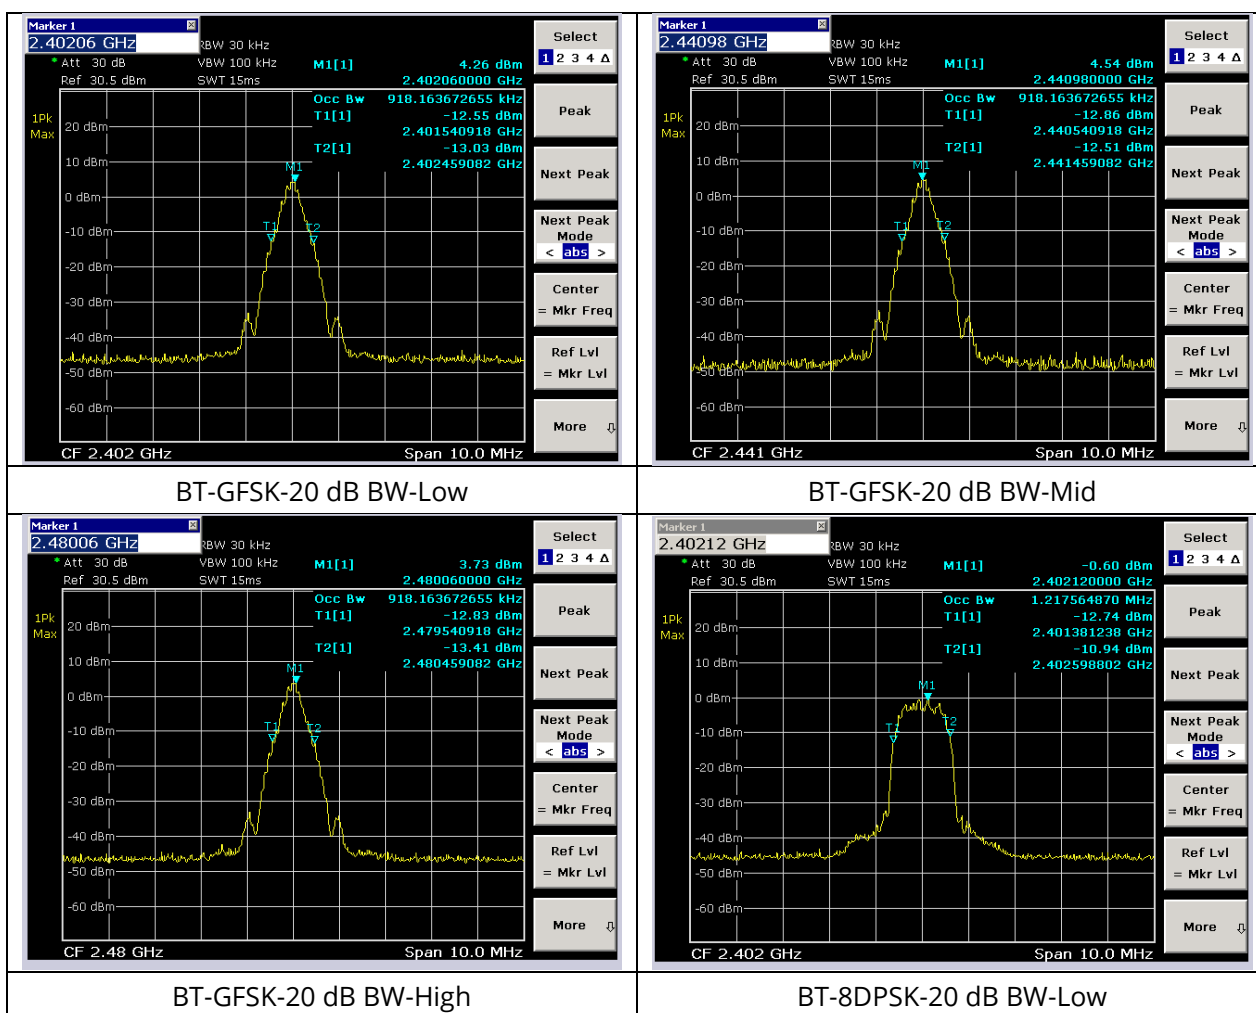 Marker 1
2.40206 GHz
RBW 30 kHz
Att 30 dB VBW 100 kHz M1[1] 4.26 dBm
Ref 30.5 dBm SWT 15ms 2.402060000 GHz
Occ Bw 918.163672655 kHz
1Pk T1[1] -12.55 dBm
Max 20 dBm 2.401540918 GHz
T2[1] -13.03 dBm
10 dBm 2.402459082 GHz
M1
0 dBm
T1 T2
-10 dBm
-20 dBm
-30 dBm
-40 dBm
-50 dBm
-60 dBm
CF 2.402 GHz Span 10.0 MHz
Select
1 2 3 4 Δ
Peak
Next Peak
Next Peak
Mode
< abs >
Center
= Mkr Freq
Ref Lvl
= Mkr Lvl
More ⇩
BT-GFSK-20 dB BW-Low
Marker 1
2.44098 GHz
RBW 30 kHz
Att 30 dB VBW 100 kHz M1[1] 4.54 dBm
Ref 30.5 dBm SWT 15ms 2.440980000 GHz
Occ Bw 918.163672655 kHz
1Pk T1[1] -12.86 dBm
Max 20 dBm 2.440540918 GHz
T2[1] -12.51 dBm
10 dBm 2.441459082 GHz
M1
0 dBm
T1 T2
-10 dBm
-20 dBm
-30 dBm
-40 dBm
-50 dBm
-60 dBm
CF 2.441 GHz Span 10.0 MHz
Select
1 2 3 4 Δ
Peak
Next Peak
Next Peak
Mode
< abs >
Center
= Mkr Freq
Ref Lvl
= Mkr Lvl
More ⇩
BT-GFSK-20 dB BW-Mid
Marker 1
2.48006 GHz
RBW 30 kHz
Att 30 dB VBW 100 kHz M1[1] 3.73 dBm
Ref 30.5 dBm SWT 15ms 2.480060000 GHz
Occ Bw 918.163672655 kHz
1Pk T1[1] -12.83 dBm
Max 20 dBm 2.479540918 GHz
T2[1] -13.41 dBm
10 dBm 2.480459082 GHz
M1
0 dBm
T1 T2
-10 dBm
-20 dBm
-30 dBm
-40 dBm
-50 dBm
-60 dBm
CF 2.48 GHz Span 10.0 MHz
Select
1 2 3 4 Δ
Peak
Next Peak
Next Peak
Mode
< abs >
Center
= Mkr Freq
Ref Lvl
= Mkr Lvl
More ⇩
BT-GFSK-20 dB BW-High
Marker 1
2.40212 GHz
RBW 30 kHz
Att 30 dB VBW 100 kHz M1[1] -0.60 dBm
Ref 30.5 dBm SWT 15ms 2.402120000 GHz
Occ Bw 1.217564870 MHz
1Pk T1[1] -12.74 dBm
Max 20 dBm 2.401381238 GHz
T2[1] -10.94 dBm
10 dBm 2.402598802 GHz
M1
0 dBm
T1 T2
-10 dBm
-20 dBm
-30 dBm
-40 dBm
-50 dBm
-60 dBm
CF 2.402 GHz Span 10.0 MHz
Select
1 2 3 4 Δ
Peak
Next Peak
Next Peak
Mode
< abs >
Center
= Mkr Freq
Ref Lvl
= Mkr Lvl
More ⇩
BT-8DPSK-20 dB BW-Low